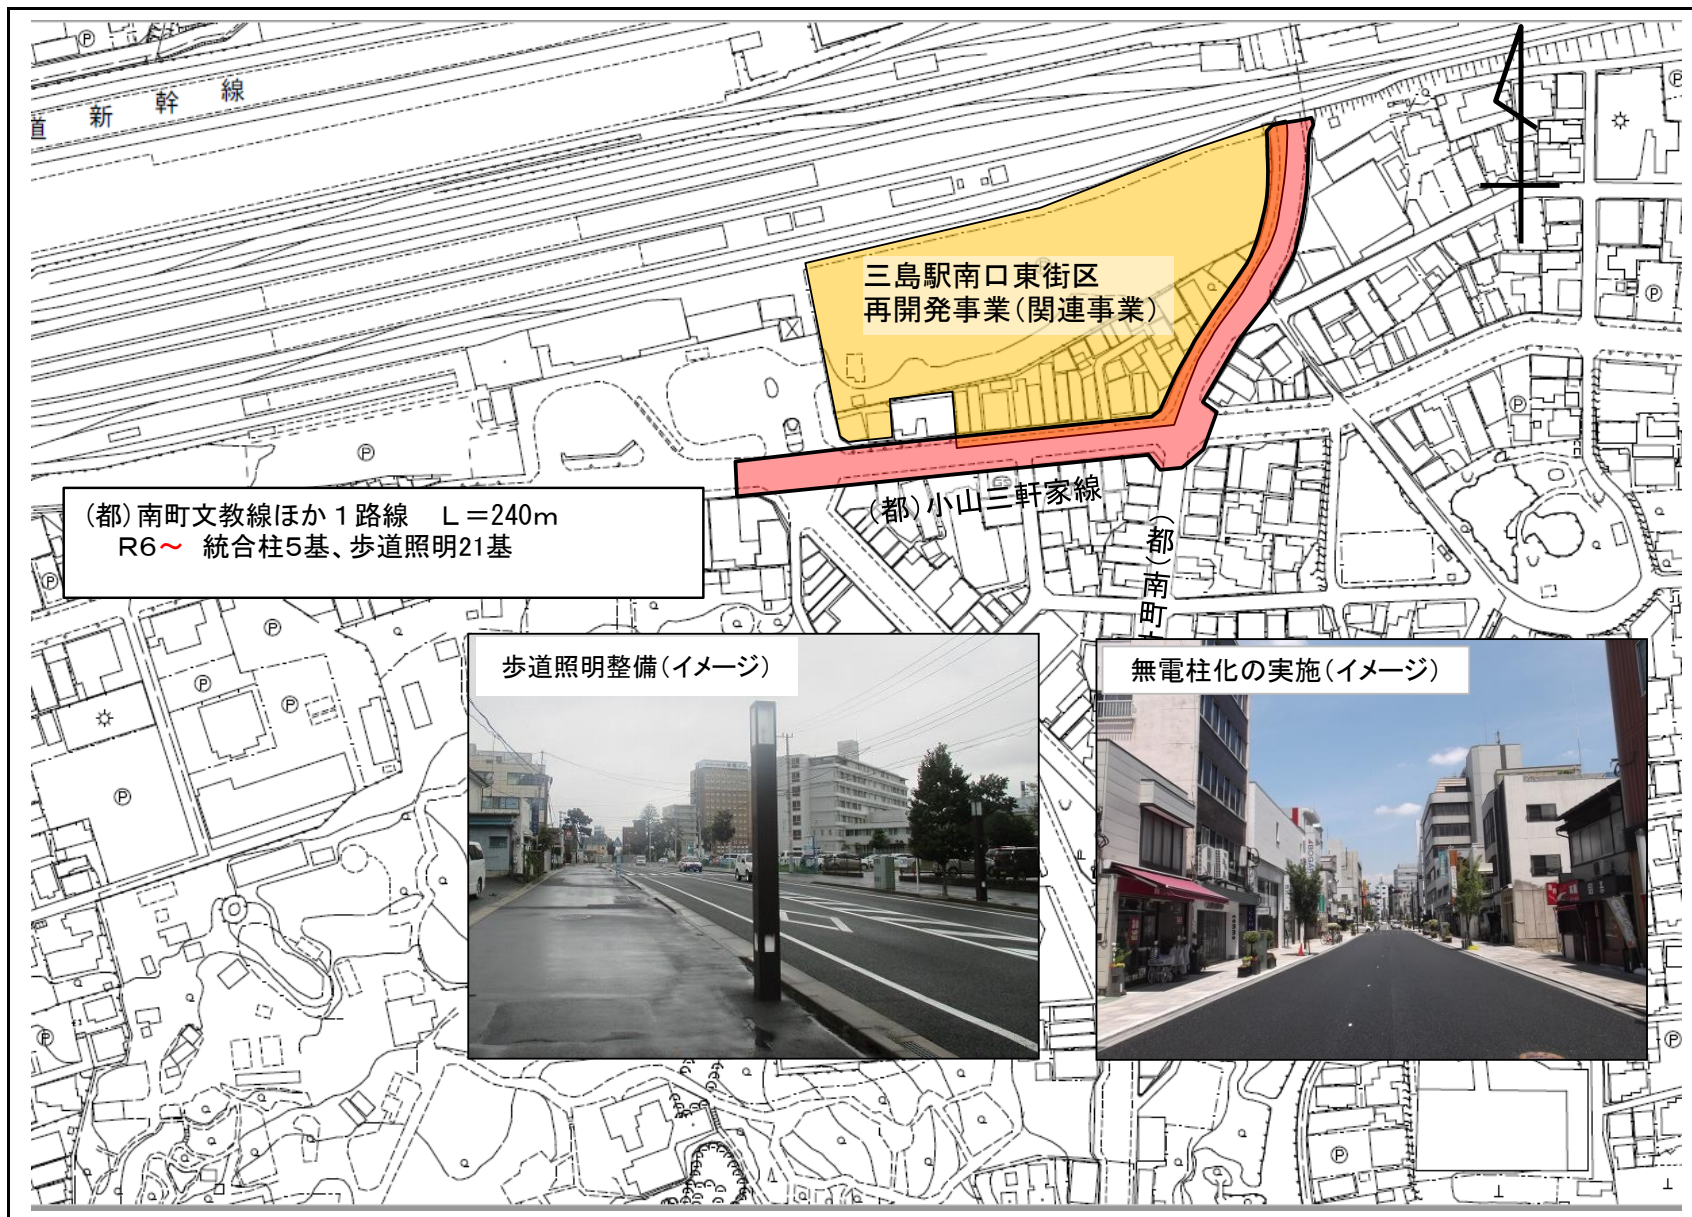 道 新 幹 線
三島駅南口東街区
再開発事業(関連事業)
(都)小山三軒家線
(都)南町文教線ほか1路線 L=240m
R6~ 統合柱5基、歩道照明21基
(都)南町
歩道照明整備(イメージ)
無電柱化の実施(イメージ)